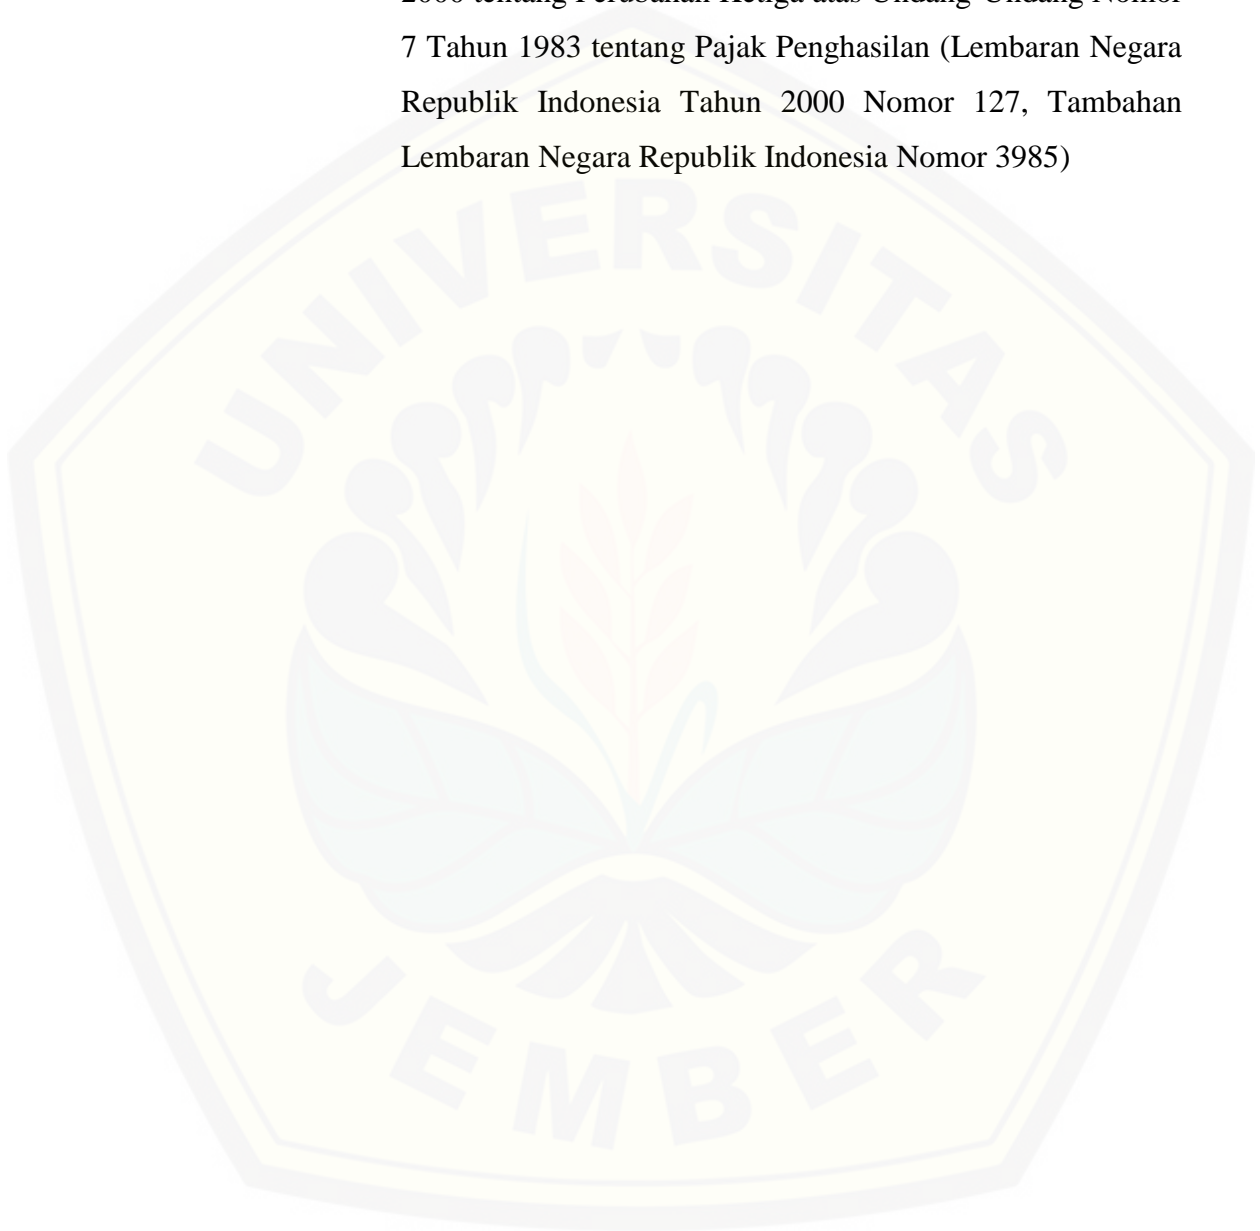 2000 tentang Perubahan Ketiga atas Undang-Undang Nomor
7 Tahun 1983 tentang Pajak Penghasilan (Lembaran Negara
Republik Indonesia Tahun 2000 Nomor 127, Tambahan
Lembaran Negara Republik Indonesia Nomor 3985)
UNIVERSITAS
JEMBER